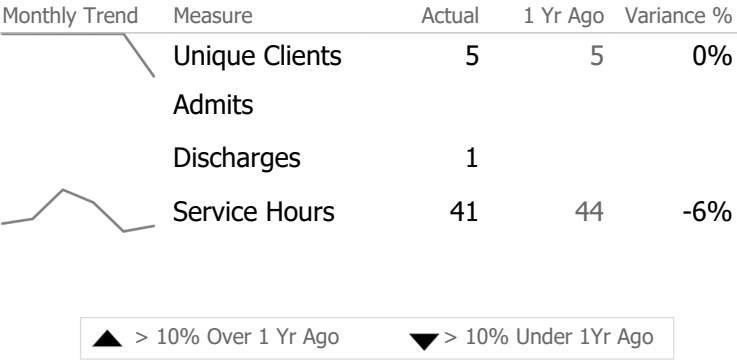 Monthly Trend Measure Actual 1 Yr Ago Variance %
Unique Clients 5 5 0%
Admits
Discharges 1
Service Hours 41 44 -6%
> 10% Over 1 Yr Ago > 10% Under 1Yr Ago